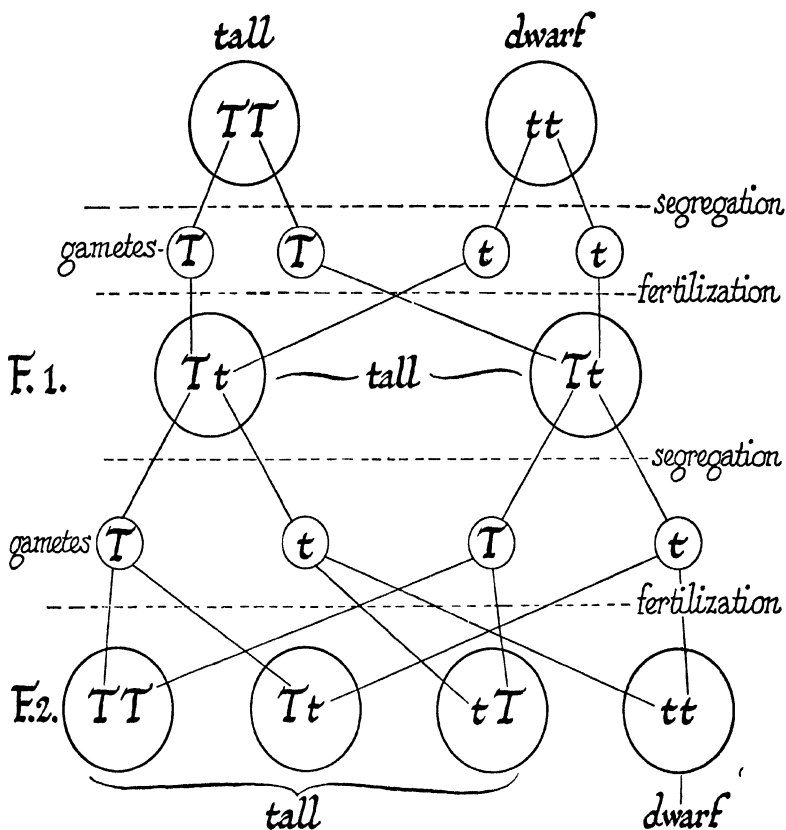 tall dwarf
TT tt
segregation
gametes- T T t t
fertilization
F.1. Tt tall Tt
segregation
gametes T t T t
fertilization
F.2. TT Tt tT tt
tall dwarf